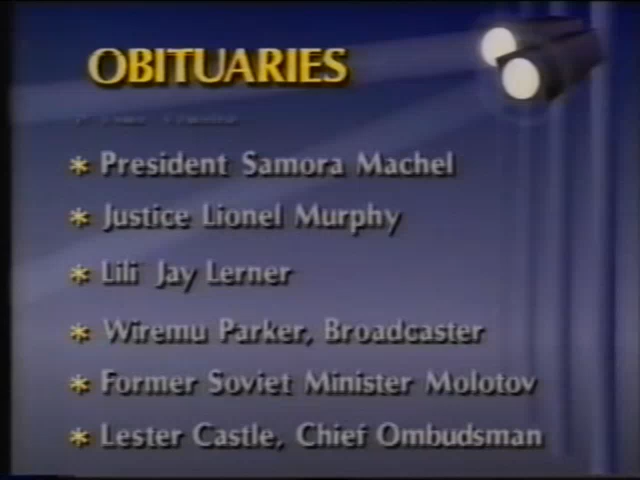 OBITUARIES
* President Samora Machel
* Justice Lionel Murphy
* Lili Jay Lerner
* Wiremu Parker, Broadcaster
* Former Soviet Minister Molotov
* Lester Castle, Chief Ombudsman